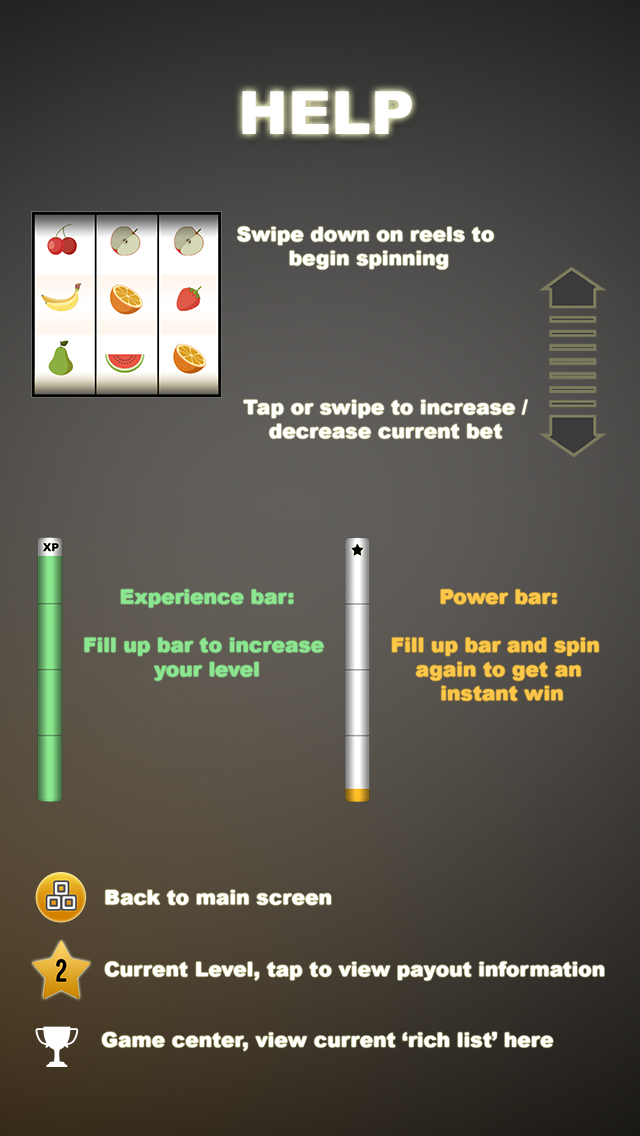 HELP
Swipe down on reels to
begin spinning
Tap or swipe to increase /
decrease current bet
XP
Experience bar:
Fill up bar to increase
your level
Power bar:
Fill up bar and spin
again to get an
instant win
Back to main screen
2
Current Level, tap to view payout information
Game center, view current ‘rich list’ here